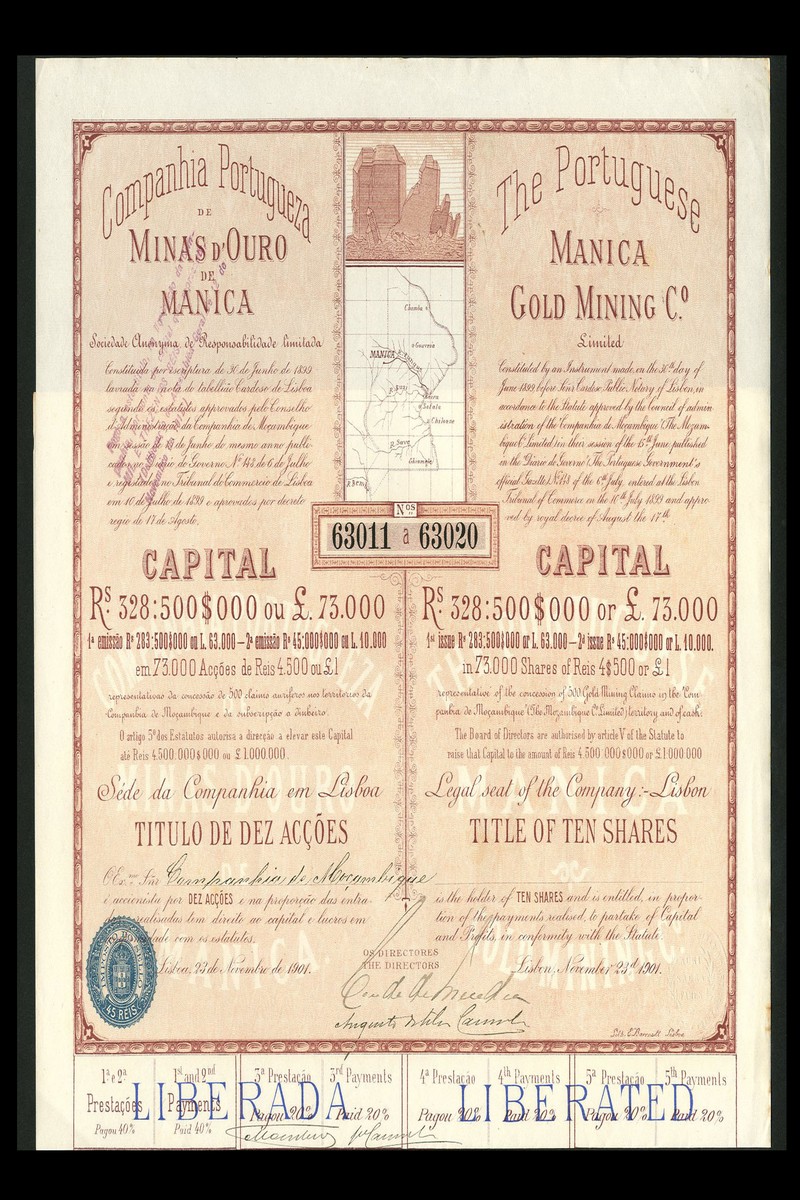 Companhia Portugueza
DE
MINAS D'OURO
DE
MANICA
Sociedade Anonyma de Responsabilidade limitada
Constituida por escriptura de 30 de Junho de 1899
lavrada na nota do tabellião Cardoso de Lisboa
segundo os estatutos approvados pelo Conselho
d'Administração da Companhia de Moçambique
em sessão de 15 de Junho do mesmo anno publi-
cados no Diario do Governo Nº 148 de 6 de Julho
e registados no Tribunal do Commercio de Lisboa
em 10 de Julho de 1899 e aprovados por decreto
regio de 17 de Agosto.
The Portuguese
MANICA
GOLD MINING Cº
Limited
Constituted by an Instrument made, on the 30th day of
June 1899, before Senr Cardoso Public Notary of Lisbon, in
accordance to the Statute approved by the Council of admin-
istration of the Companhia de Moçambique (The Mozam-
bique Cº Limited) in their session of the 15th June published
in the Diario do Governo (The Portuguese Government's
official Gazette) Nº 148 of the 6th July, entered at the Lisbon
Tribunal of Commerce on the 10th July 1899 and appro-
ved by royal decree of August the 17th
Chamba
Gouveia
MANICA
Beira
Sofala
Chiloane
R. Save
Nos
63011 a 63020
CAPITAL
Rs. 328:500$000 ou £. 73.000
1ª emissão Rs 283:500$000 ou L. 63.000 – 2ª emissão Rs 45:000$000 ou L. 10.000
em 73.000 Acções de Reis 4.500 ou £1
representativas da concessão de 500 claims auriferos nos territorios da
Companhia de Moçambique e da subscripção a dinheiro.
O artigo 5º dos Estatutos autorisa a direcção a elevar este Capital
até Reis 4.500.000$000 ou £1.000.000.
Séde da Companhia em Lisboa
TITULO DE DEZ ACÇÕES
CAPITAL
Rs. 328:500$000 or £. 73.000
1st issue Rs 283:500$000 or L. 63.000 – 2d issue Rs 45:000$000 or L. 10.000.
in 73.000 Shares of Reis 4$500 or £1
representative of the concession of 500 Gold Mining Claims in the "Com-
panhia de Moçambique" (The Mozambique Cº Limited) territory and of cash.
The Board of Directors are authorised by article V of the Statute to
raise that Capital to the amount of Reis 4.500.000$000 or £1.000000
Legal seat of the Company:- Lisbon
TITLE OF TEN SHARES
O Ex.mo Snr Companhia de Moçambique
é accionista por DEZ ACÇÕES e na proporção das entra-
das realisadas tem direito ao capital e lucros em
dade com os estatutos.
Lisboa, 23 de Novembro de 1901.
is the holder of TEN SHARES and is entitled, in propor-
tion of the payments realised, to partake of Capital
and Profits, in conformity with the Statute.
Lisbon, November 23d 1901.
OS DIRECTORES
THE DIRECTORS
IMPOSTO DO SELLO
45 REIS
1ª e 2ª
Prestações
Pagou 40%
1st and 2nd
Payments
Paid 40%
3ª Prestação
Pagou 20%
3rd Payments
Paid 20%
4ª Prestação
Pagou 20%
4th Payments
Paid 20%
5ª Prestação
Pagou 20%
5th Payments
Paid 20%
LIBERADA
LIBERATED